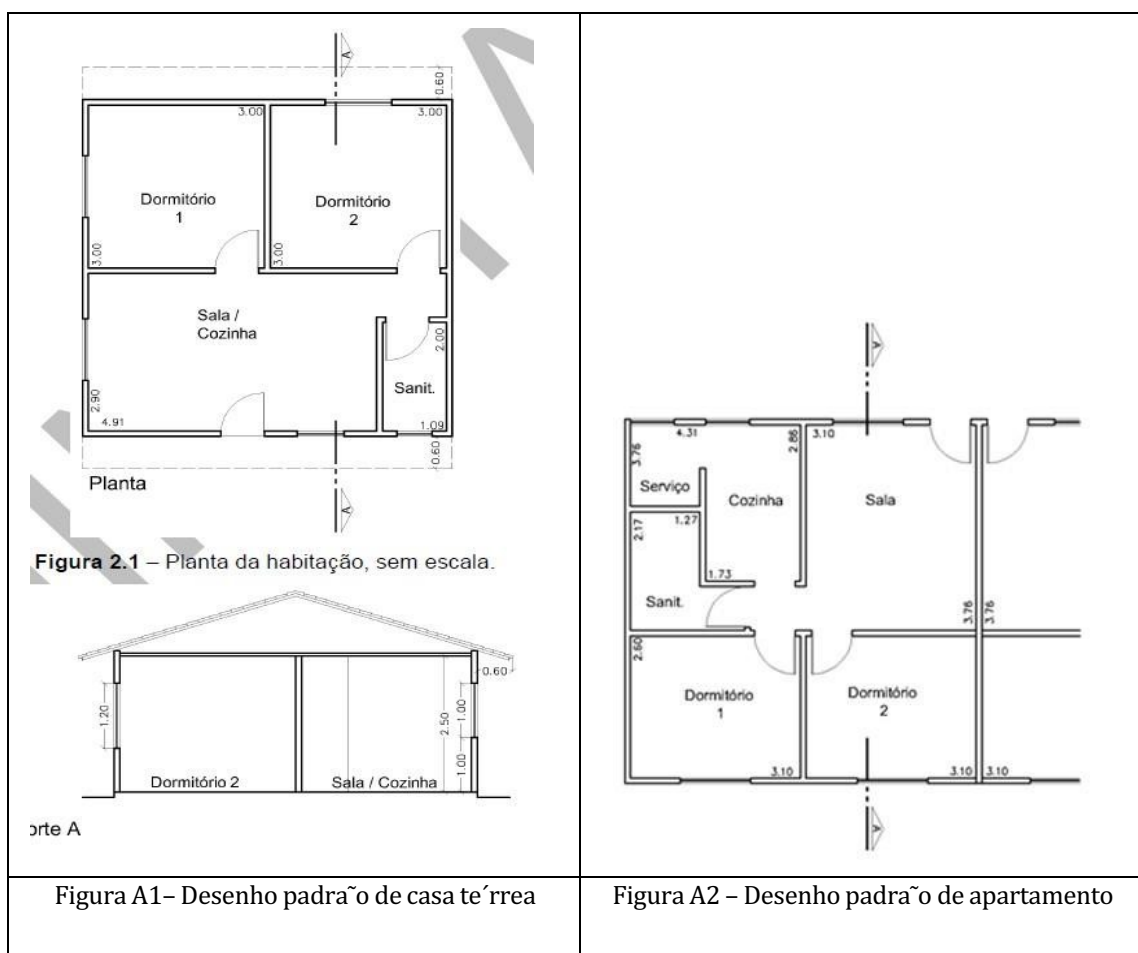 A
0.60
3.00
3.00
Dormitório
1
Dormitório
2
3.00
3.00
Sala /
Cozinha
2.00
Sanit.
2.90
4.91
1.09
0.60
Planta
A
Figura 2.1 – Planta da habitação, sem escala.
0.60
1.20
2.50
1.00
1.00
Dormitório 2
Sala / Cozinha
orte A
Figura A1– Desenho padra˜o de casa te´rrea
A
4.31
2.86
3.10
3.76
Serviço
Cozinha
Sala
2.17
1.27
1.73
Sanit.
3.76
3.76
2.60
Dormitório
1
Dormitório
2
3.10
3.10
3.10
A
Figura A2 – Desenho padra˜o de apartamento